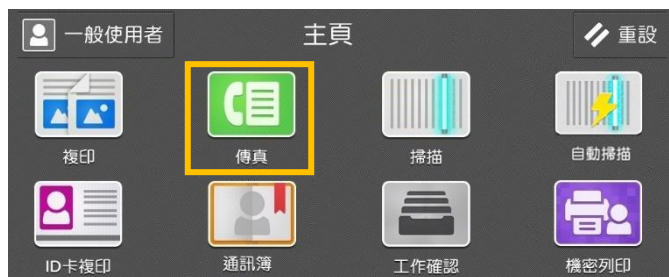 一般使用者 主頁 重設
複印 傳真 掃描 自動掃描
ID卡複印 通訊簿 工作確認 機密列印